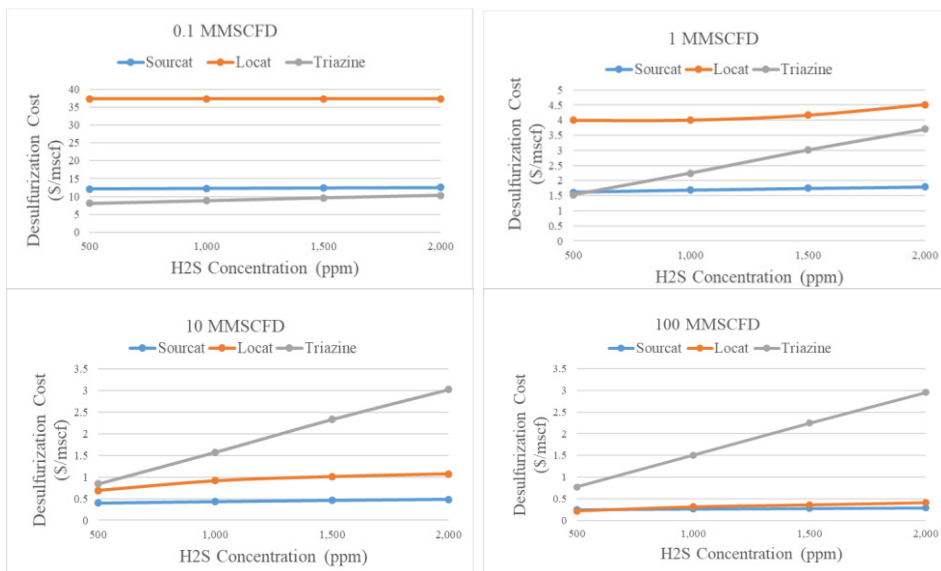 0.1 MMSCFD
Sourcat Locat Triazine
Desulfurization Cost
($/mscf)
40
35
30
25
20
15
10
5
0
500 1,000 1,500 2,000
H2S Concentration (ppm)
1 MMSCFD
Sourcat Locat Triazine
Desulfurization Cost
($/mscf)
5
4.5
4
3.5
3
2.5
2
1.5
1
0.5
0
500 1,000 1,500 2,000
H2S Concentration (ppm)
10 MMSCFD
Sourcat Locat Triazine
Desulfurization Cost
($/mscf)
3.5
3
2.5
2
1.5
1
0.5
0
500 1,000 1,500 2,000
H2S Concentration (ppm)
100 MMSCFD
Sourcat Locat Triazine
Desulfurization Cost
($/mscf)
3.5
3
2.5
2
1.5
1
0.5
0
500 1,000 1,500 2,000
H2S Concentration (ppm)